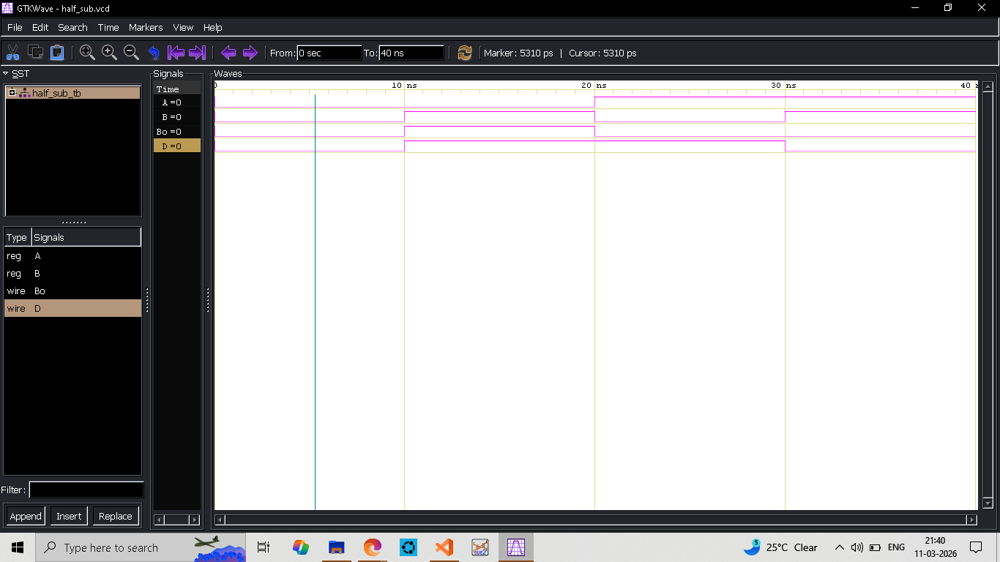 GTKWave - half_sub.vcd
File Edit Search Time Markers View Help
From: 0 sec To: 40 ns Marker: 5310 ps | Cursor: 5310 ps
SST
half_sub_tb
Type Signals
reg A
reg B
wire Bo
wire D
Filter:
Append Insert Replace
Signals
Time
A =0
B =0
Bo =0
D =0
Waves
0 10 ns 20 ns 30 ns 40 n
Type here to search
5 25°C Clear ENG 21:40
11-03-2026